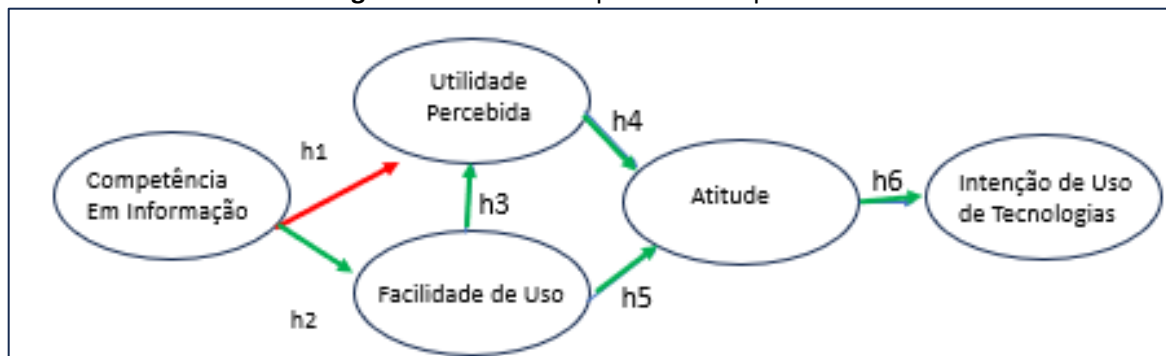 Utilidade
Percebida
h1
h4
Competência
Em Informação
h3
Atitude
h6
Intenção de Uso
de Tecnologias
Facilidade de Uso
h5
h2